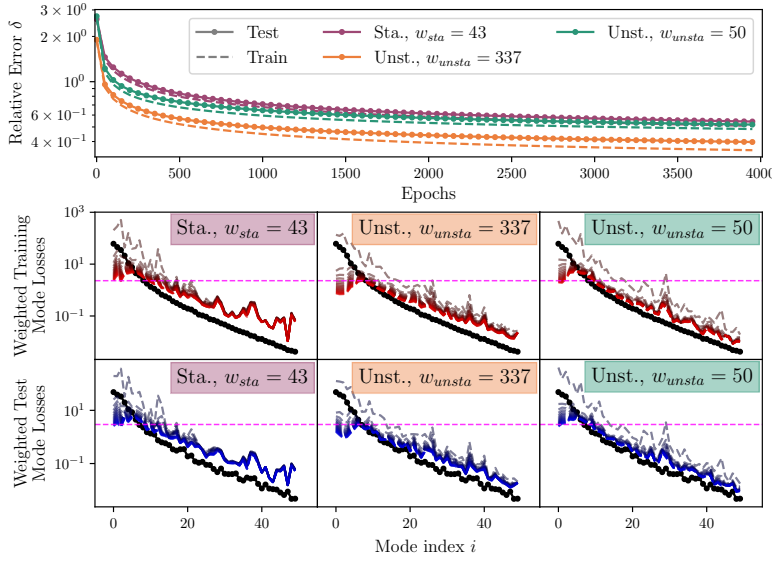 Relative Error δ
3 × 10⁰
2 × 10⁰
10⁰
6 × 10⁻¹
4 × 10⁻¹
Test
Train
Sta., w_sta = 43
Unst., w_unsta = 337
Unst., w_unsta = 50
0 500 1000 1500 2000 2500 3000 3500 4000
Epochs
Weighted Training
Mode Losses
10³
10¹
10⁻¹
Sta., w_sta = 43
Unst., w_unsta = 337
Unst., w_unsta = 50
Weighted Test
Mode Losses
10¹
10⁻¹
Sta., w_sta = 43
Unst., w_unsta = 337
Unst., w_unsta = 50
0 20 40 0 20 40 0 20 40
Mode index i